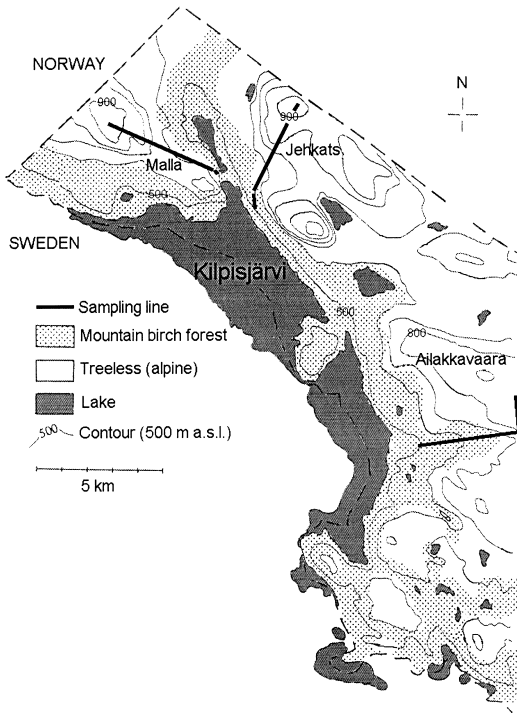 NORWAY
N
900
900
Jehkats
Malla
500
SWEDEN
Kilpisjärvi
500
800
Ailakkavaara
Sampling line
Mountain birch forest
Treeless (alpine)
Lake
500 Contour (500 m a.s.l.)
5 km